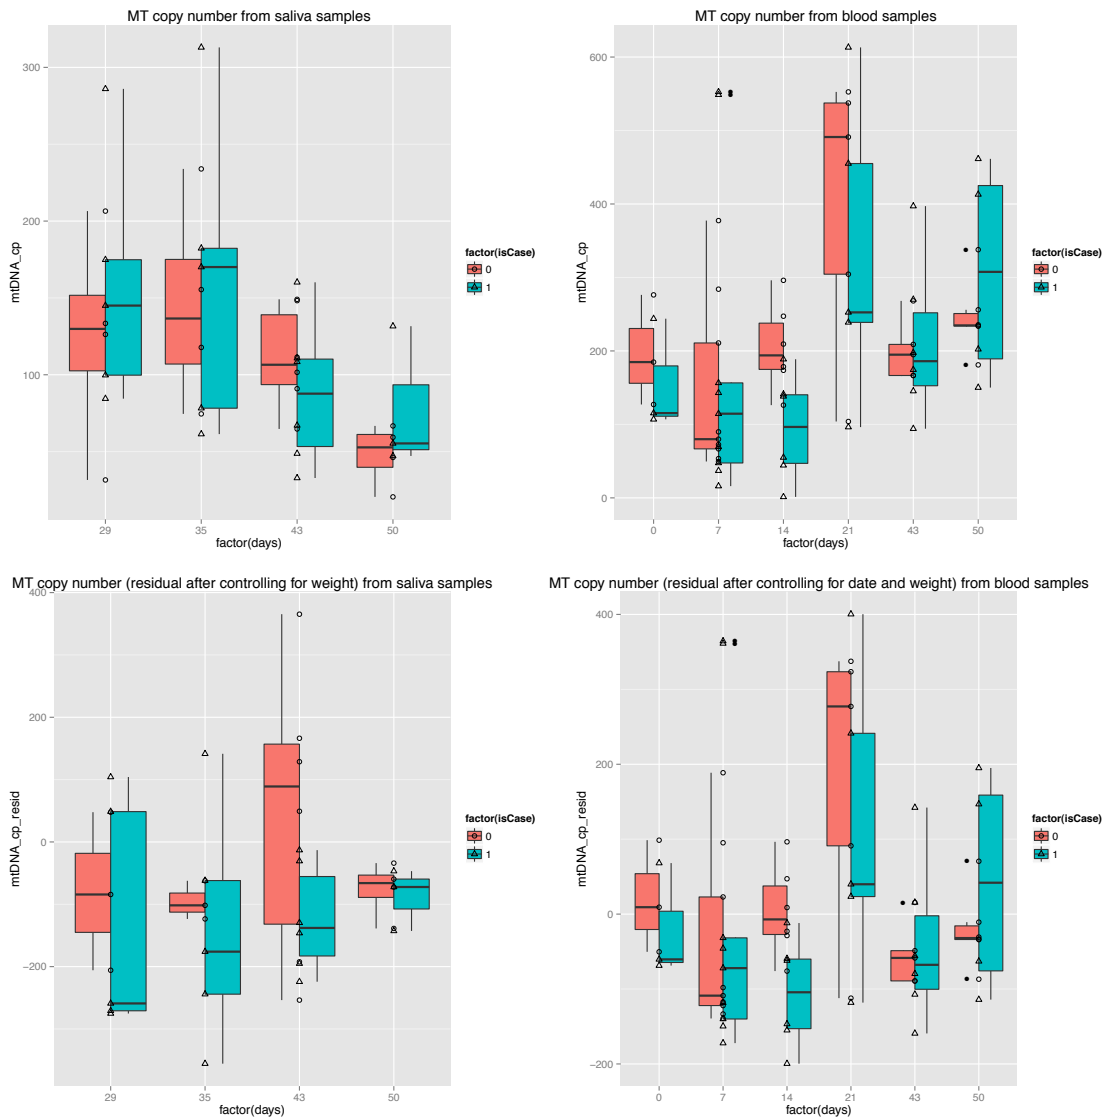 MT copy number from saliva samples
300
200
100
mtDNA_cp
29 35 43 50
factor(days)
factor(isCase)
0
1
MT copy number from blood samples
600
400
200
0
mtDNA_cp
0 7 14 21 43 50
factor(days)
factor(isCase)
0
1
MT copy number (residual after controlling for weight) from saliva samples
400
200
0
−200
mtDNA_cp_resid
29 35 43 50
factor(days)
factor(isCase)
0
1
MT copy number (residual after controlling for date and weight) from blood samples
400
200
0
−200
mtDNA_cp_resid
0 7 14 21 43 50
factor(days)
factor(isCase)
0
1